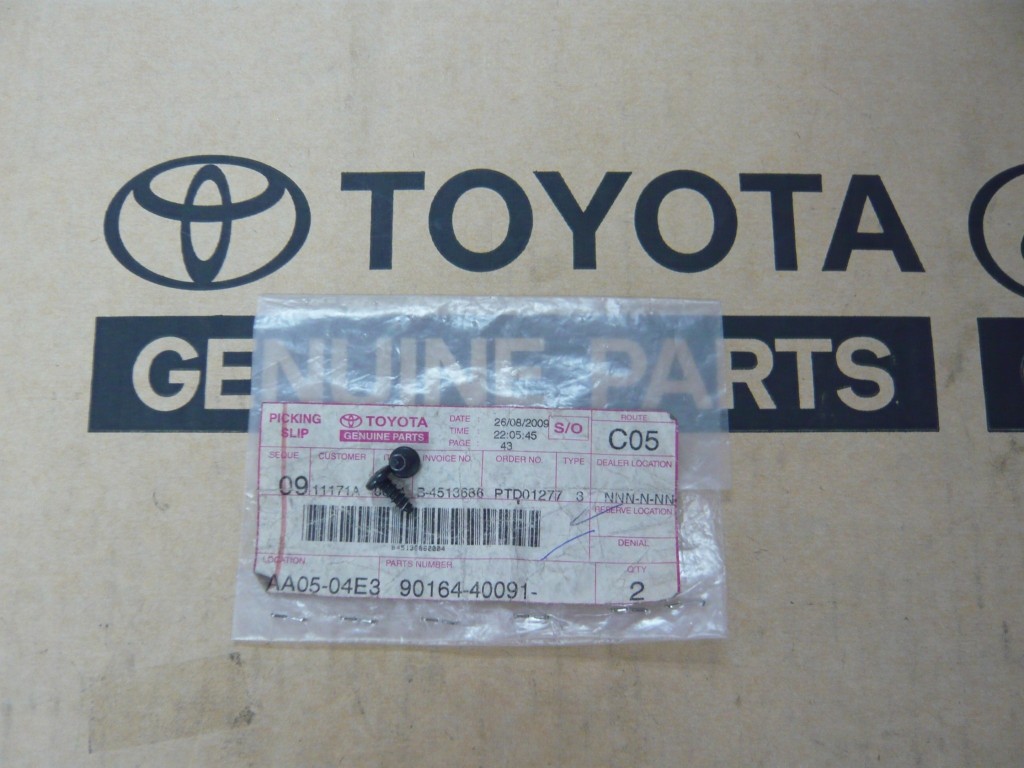 TOYOTA
GENUINE PARTS
PICKING SLIP
TOYOTA
GENUINE PARTS
DATE 26/08/2009
TIME 22:05:45
PAGE 43
S/O
ROUTE
C05
SEQUE. CUSTOMER INVOICE NO. ORDER NO. TYPE DEALER LOCATION
09 11171A B-4513686 PTD01277 3 NNN-N-NN
RESERVE LOCATION
DENIAL
LOCATION PARTS NUMBER Q'TY
AA05-04E3 90164-40091- 2